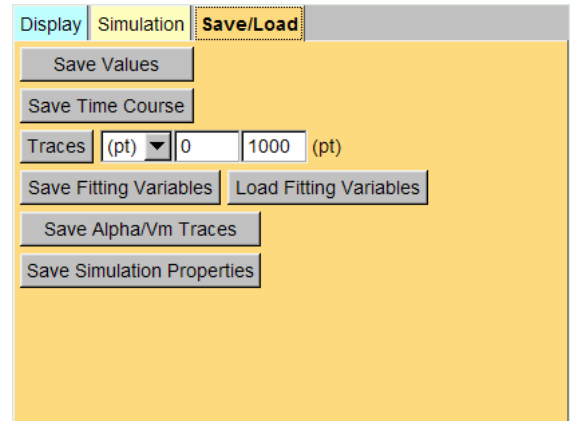 Display Simulation Save/Load
Save Values
Save Time Course
Traces (pt) 0 1000 (pt)
Save Fitting Variables Load Fitting Variables
Save Alpha/Vm Traces
Save Simulation Properties